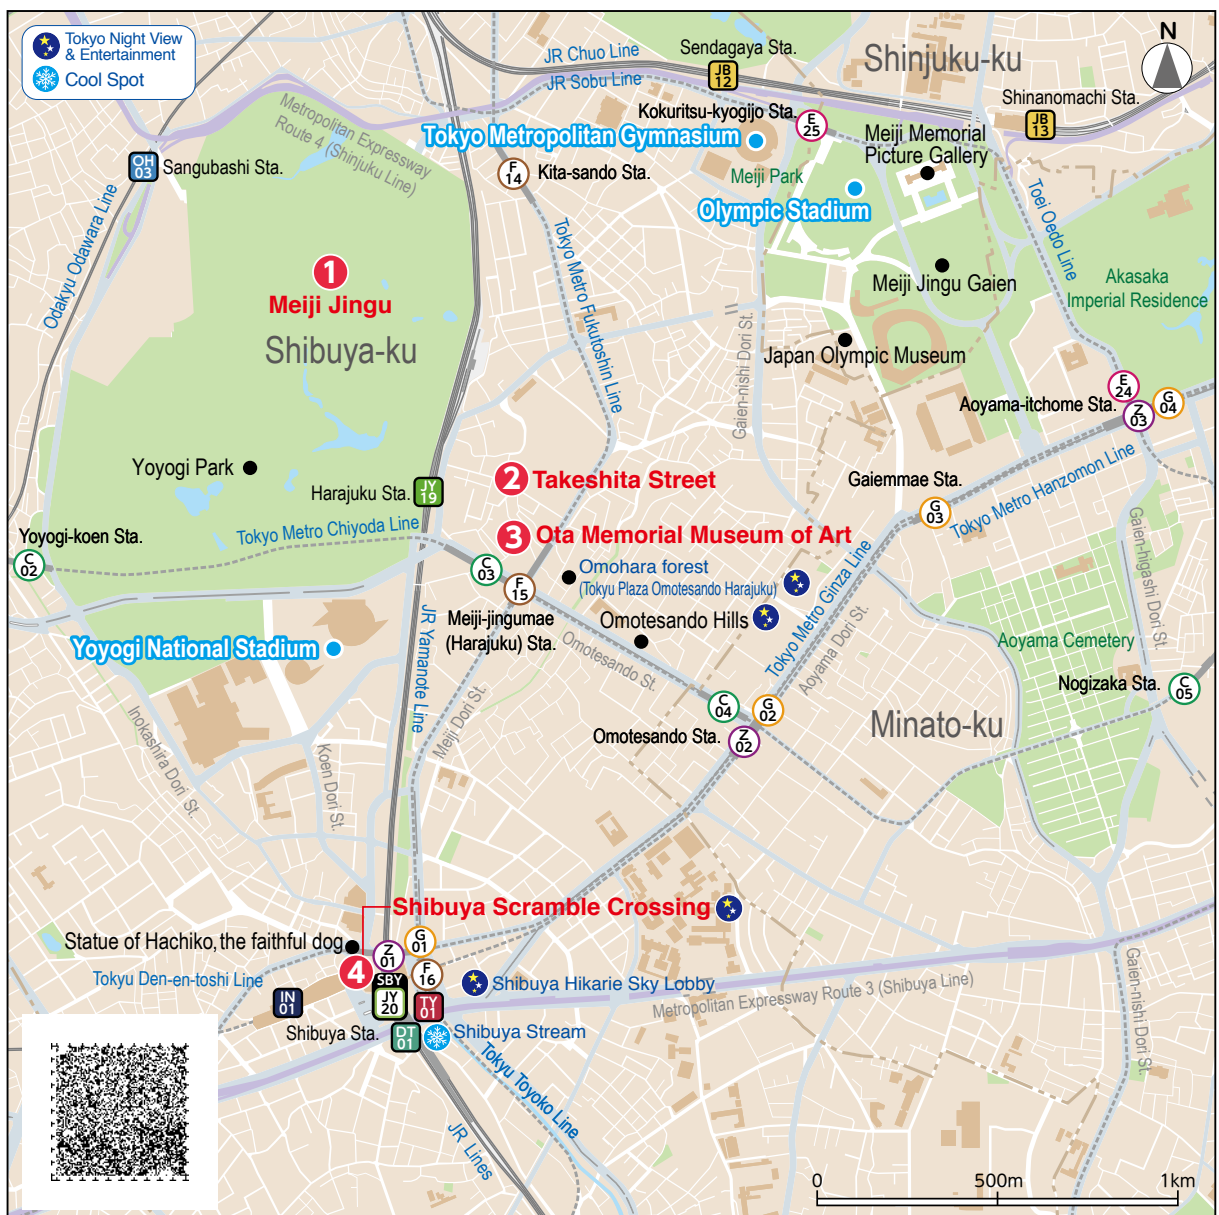 Tokyo Night View
& Entertainment
Cool Spot
N
JR Chuo Line
JR Sobu Line
Sendagaya Sta.
JB
12
Shinjuku-ku
Shinanomachi Sta.
JB
13
Kokuritsu-kyogijo Sta.
E
25
Metropolitan Expressway
Route 4 (Shinjuku Line)
Tokyo Metropolitan Gymnasium
Meiji Memorial
Picture Gallery
OH
03
Sangubashi Sta.
F
14
Kita-sando Sta.
Meiji Park
Olympic Stadium
Toei Oedo Line
Odakyu Odawara Line
Tokyo Metro Fukutoshin Line
1
Meiji Jingu
Meiji Jingu Gaien
Akasaka
Imperial Residence
Shibuya-ku
Gaien-nishi Dori St.
Japan Olympic Museum
E
24
Aoyama-itchome Sta.
Z
03
G
04
Yoyogi Park
Harajuku Sta.
JY
19
2
Takeshita Street
Gaiemmae Sta.
G
03
Tokyo Metro Hanzomon Line
Yoyogi-koen Sta.
C
02
Tokyo Metro Chiyoda Line
3
Ota Memorial Museum of Art
C
03
F
15
Omohara forest
(Tokyu Plaza Omotesando Harajuku)
Tokyo Metro Ginza Line
Gaien-higashi Dori St.
Meiji-jingumae
(Harajuku) Sta.
Omotesando Hills
Aoyama Dori St.
Aoyama Cemetery
Yoyogi National Stadium
JR Yamanote Line
Omotesando St.
Nogizaka Sta.
C
05
Meiji Dori St.
C
04
G
02
Z
02
Omotesando Sta.
Minato-ku
Inokashira Dori St.
Koen Dori St.
Shibuya Scramble Crossing
Statue of Hachiko, the faithful dog
G
01
Z
01
4
F
16
Tokyu Den-en-toshi Line
SBY
JY
20
TY
01
IN
01
Shibuya Hikarie Sky Lobby
Metropolitan Expressway Route 3 (Shibuya Line)
Gaien-nishi Dori St.
Shibuya Sta.
DT
01
Shibuya Stream
Tokyu Toyoko Line
JR Lines
0
500m
1km